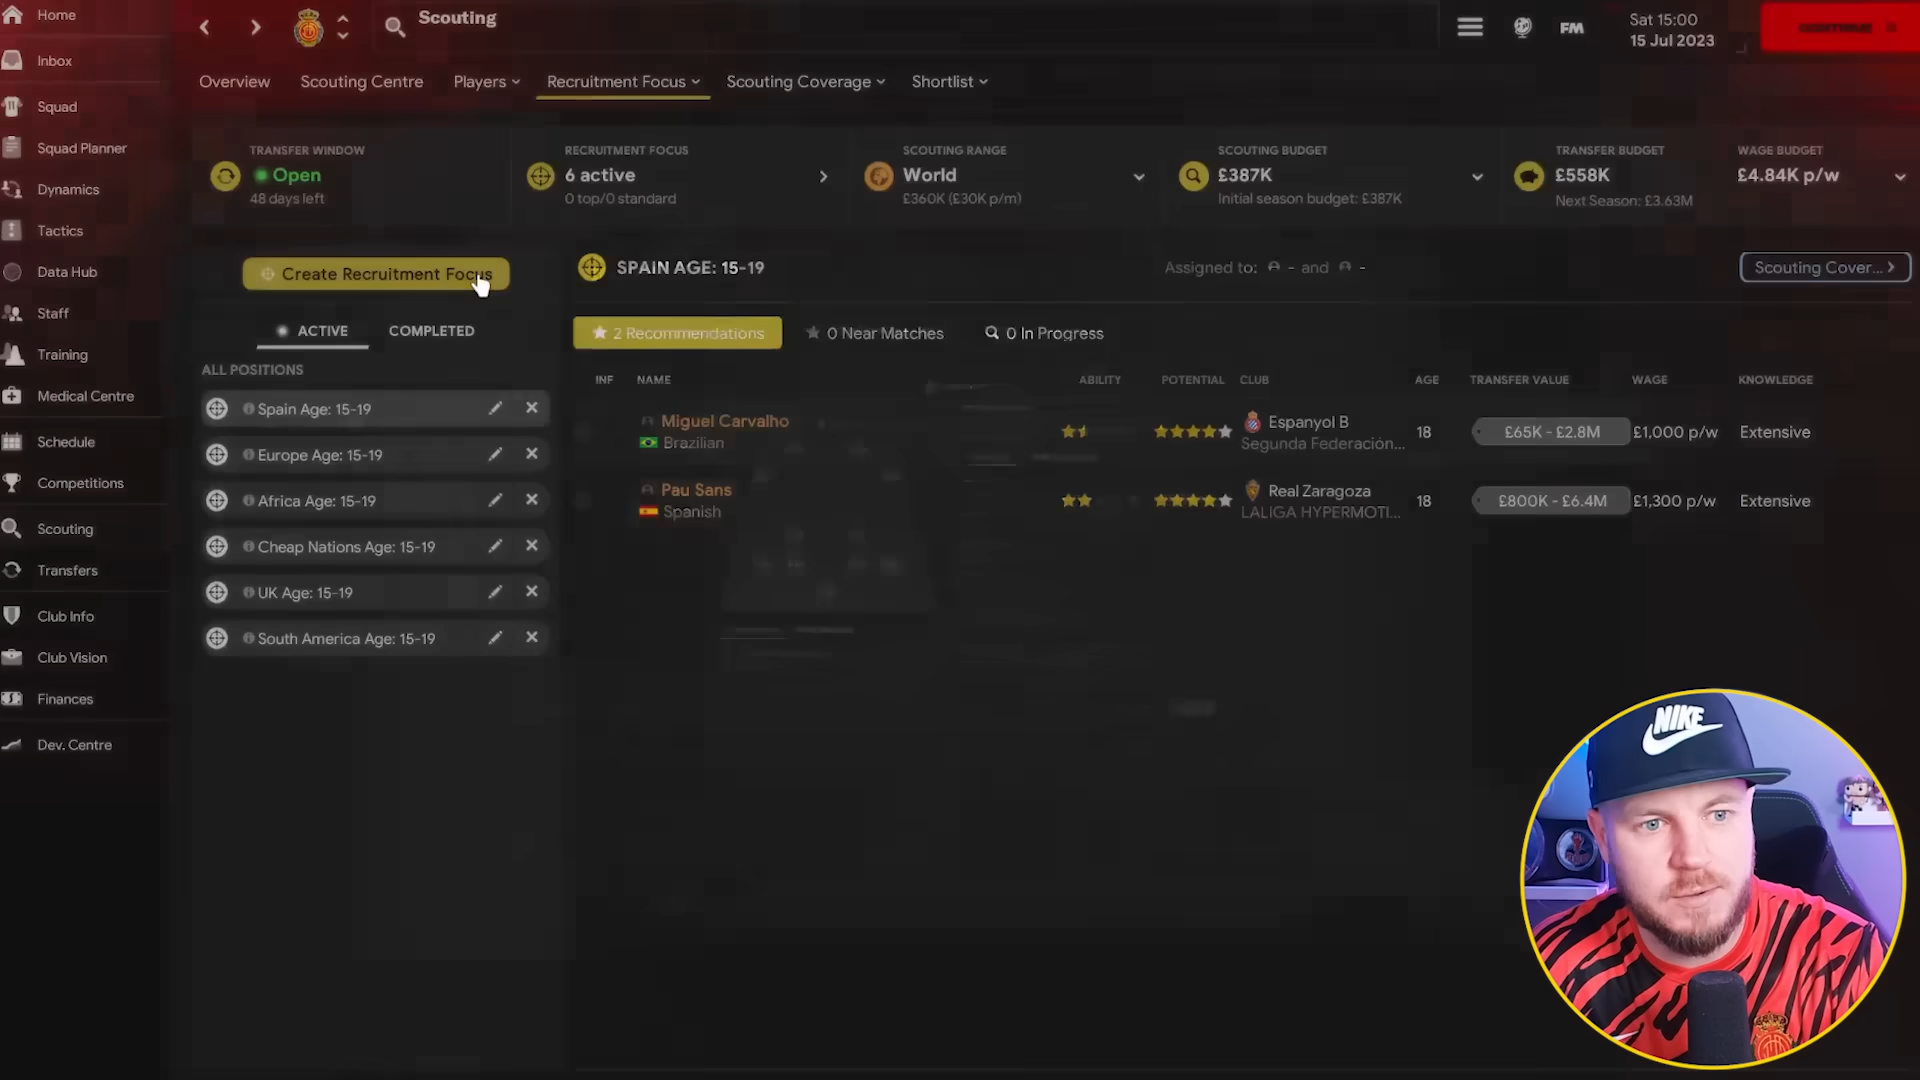 Home
Inbox
Squad
Squad Planner
Dynamics
Tactics
Data Hub
Staff
Training
Medical Centre
Schedule
Competitions
Scouting
Transfers
Club Info
Club Vision
Finances
Dev. Centre
Scouting
FM
Sat 15:00
15 Jul 2023
Overview
Scouting Centre
Players
Recruitment Focus
Scouting Coverage
Shortlist
TRANSFER WINDOW
Open
48 days left
RECRUITMENT FOCUS
6 active
0 top/0 standard
SCOUTING RANGE
World
£360K (£30K p/m)
SCOUTING BUDGET
£387K
Initial season budget: £387K
TRANSFER BUDGET
£558K
Next Season: £3.63M
WAGE BUDGET
£4.84K p/w
Create Recruitment Focus
ACTIVE
COMPLETED
ALL POSITIONS
Spain Age: 15-19
Europe Age: 15-19
Africa Age: 15-19
Cheap Nations Age: 15-19
UK Age: 15-19
South America Age: 15-19
SPAIN AGE: 15-19
Assigned to: - and -
Scouting Cover...
2 Recommendations
0 Near Matches
0 In Progress
INF NAME ABILITY POTENTIAL CLUB AGE TRANSFER VALUE WAGE KNOWLEDGE
Miguel Carvalho Espanyol B 18 £65K - £2.8M £1,000 p/w Extensive
Brazilian Segunda Federación...
Pau Sans Real Zaragoza 18 £800K - £6.4M £1,300 p/w Extensive
Spanish LALIGA HYPERMOTI...
NIKE